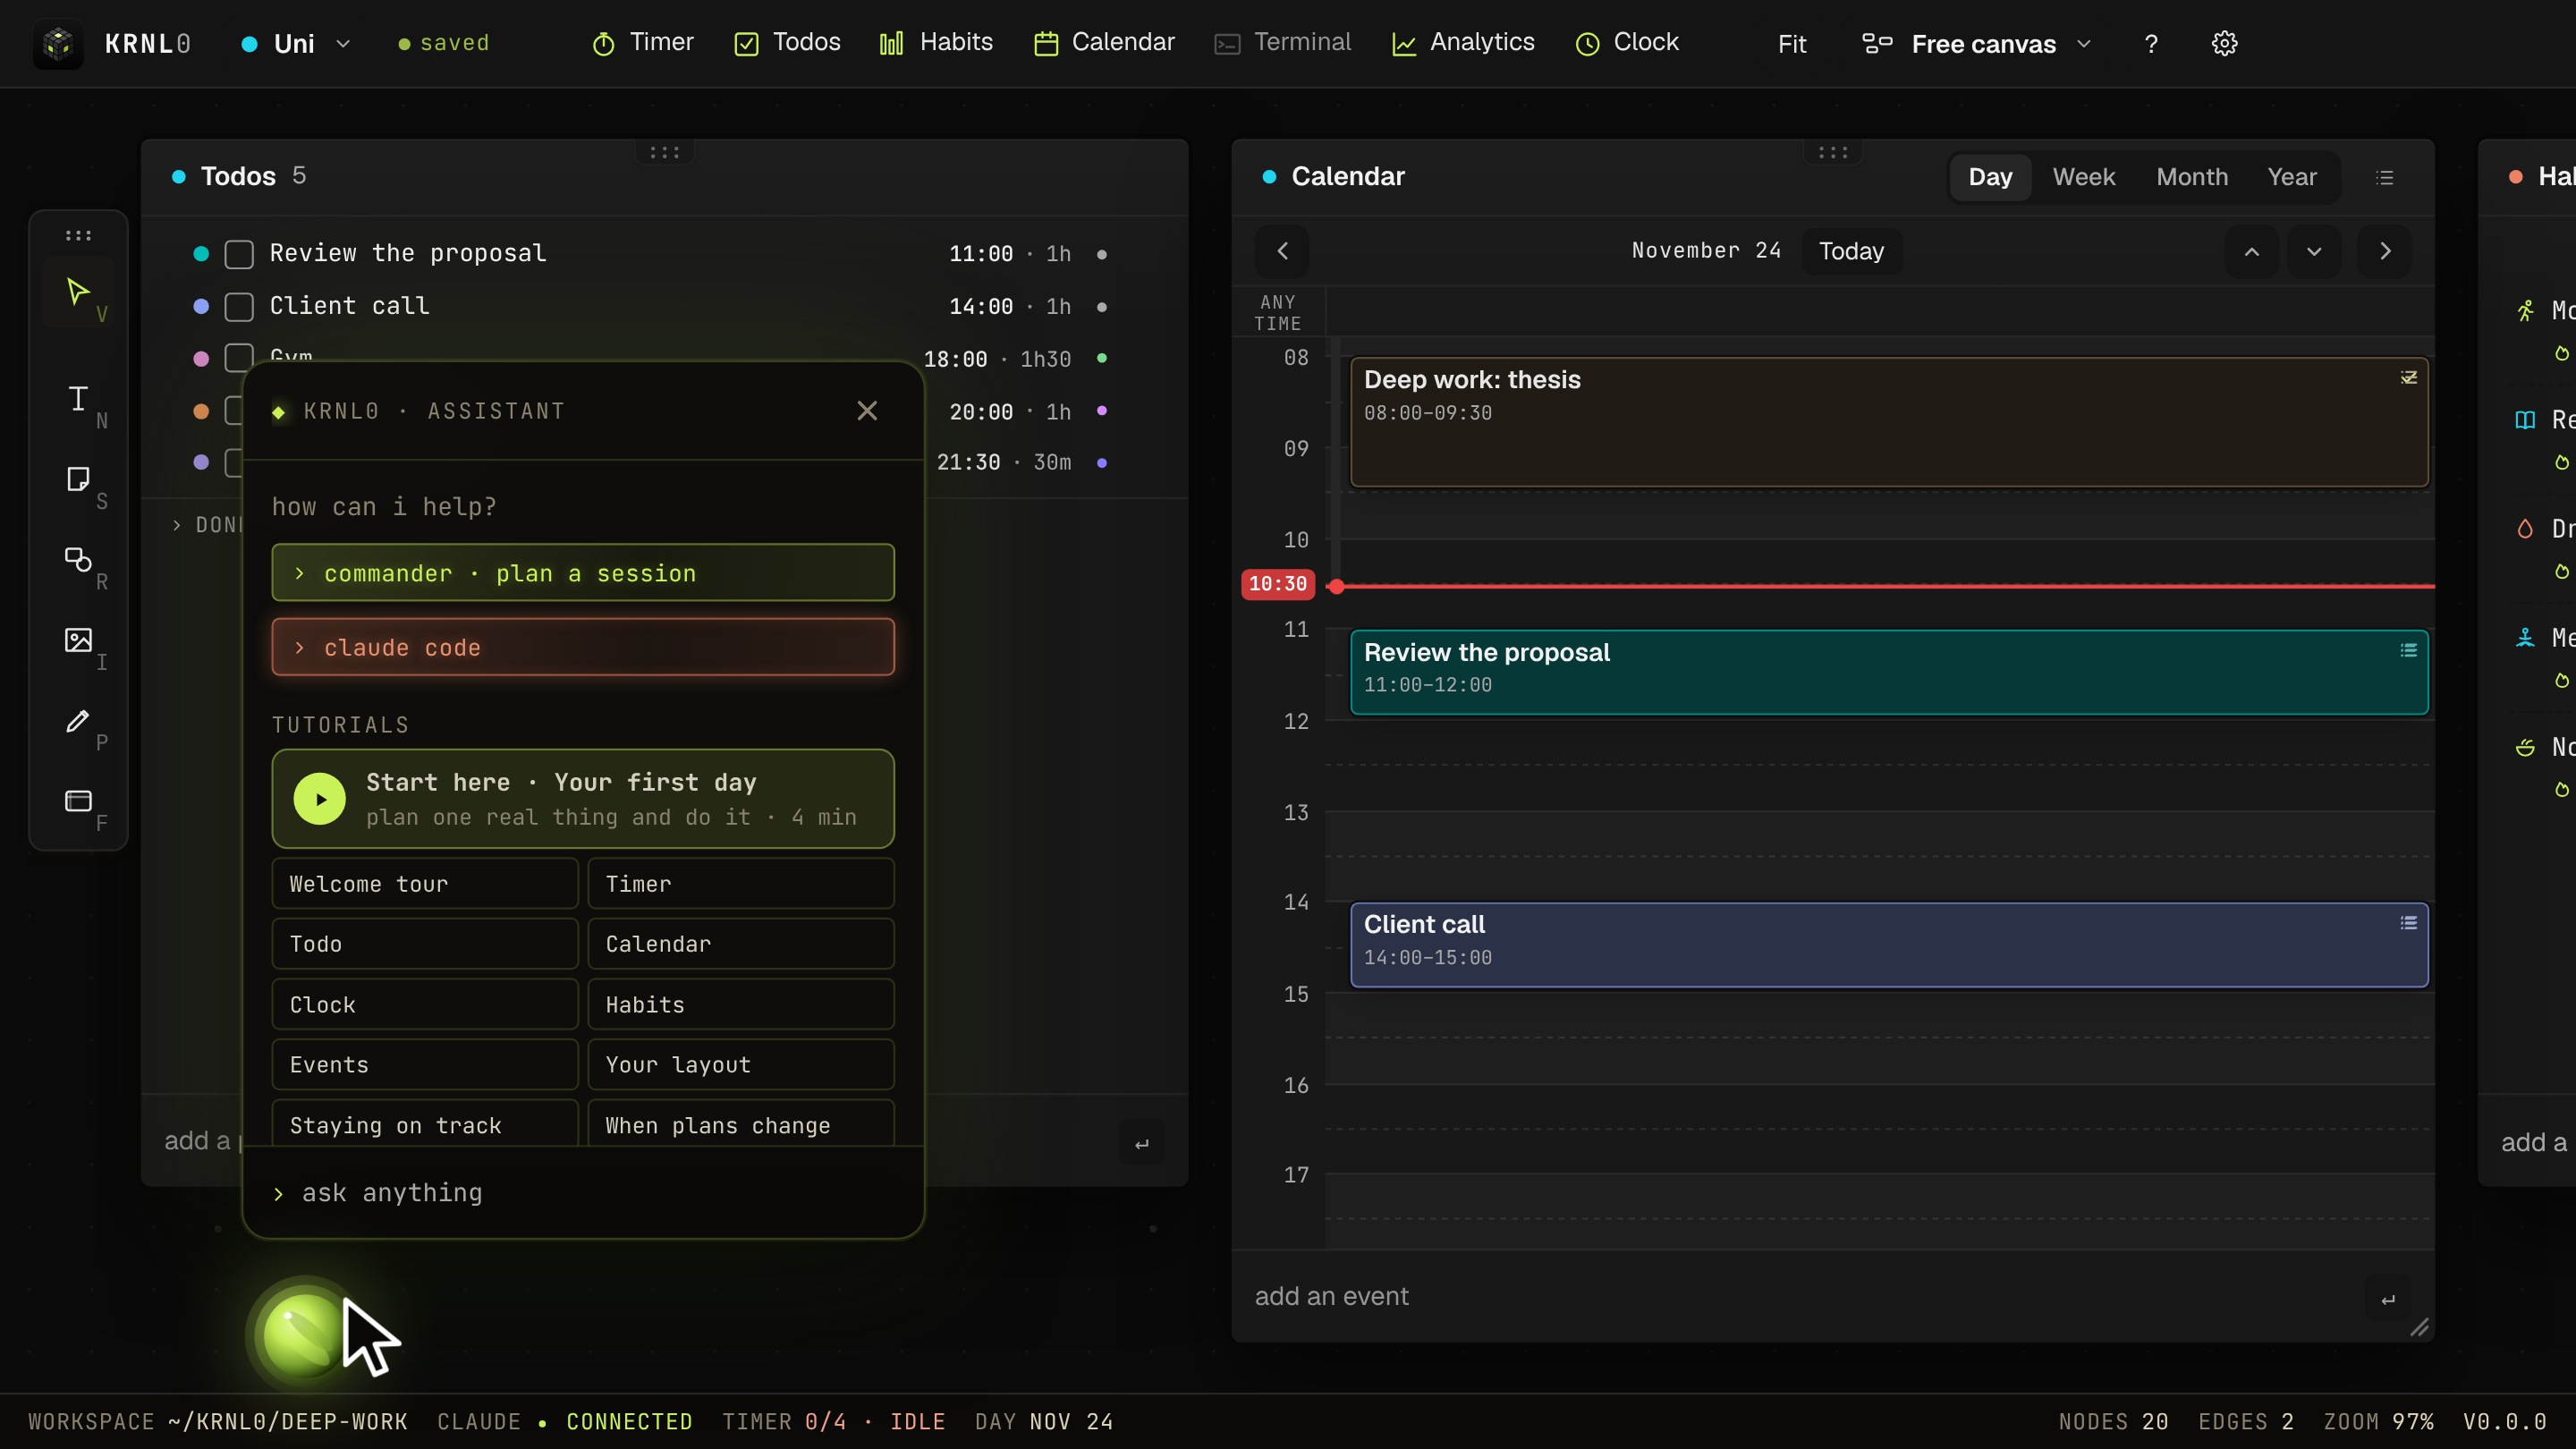 KRNL0
Uni
saved
Timer
Todos
Habits
Calendar
Terminal
Analytics
Clock
Fit
Free canvas
?
Todos 5
Review the proposal 11:00 · 1h
Client call 14:00 · 1h
Gym 18:00 · 1h30
20:00 · 1h
21:30 · 30m
V
N
S
R
I
P
F
KRNL0 · ASSISTANT
how can i help?
commander · plan a session
claude code
TUTORIALS
Start here · Your first day
plan one real thing and do it · 4 min
Welcome tour
Timer
Todo
Calendar
Clock
Habits
Events
Your layout
Staying on track
When plans change
add a
> ask anything
Calendar
Day Week Month Year
November 24 Today
ANY
TIME
08
Deep work: thesis
08:00–09:30
09
10
10:30
11
Review the proposal
11:00–12:00
12
13
14
Client call
14:00–15:00
15
16
17
add an event
add a
WORKSPACE ~/KRNL0/DEEP-WORK CLAUDE • CONNECTED TIMER 0/4 · IDLE DAY NOV 24
NODES 20 EDGES 2 ZOOM 97% V0.0.0